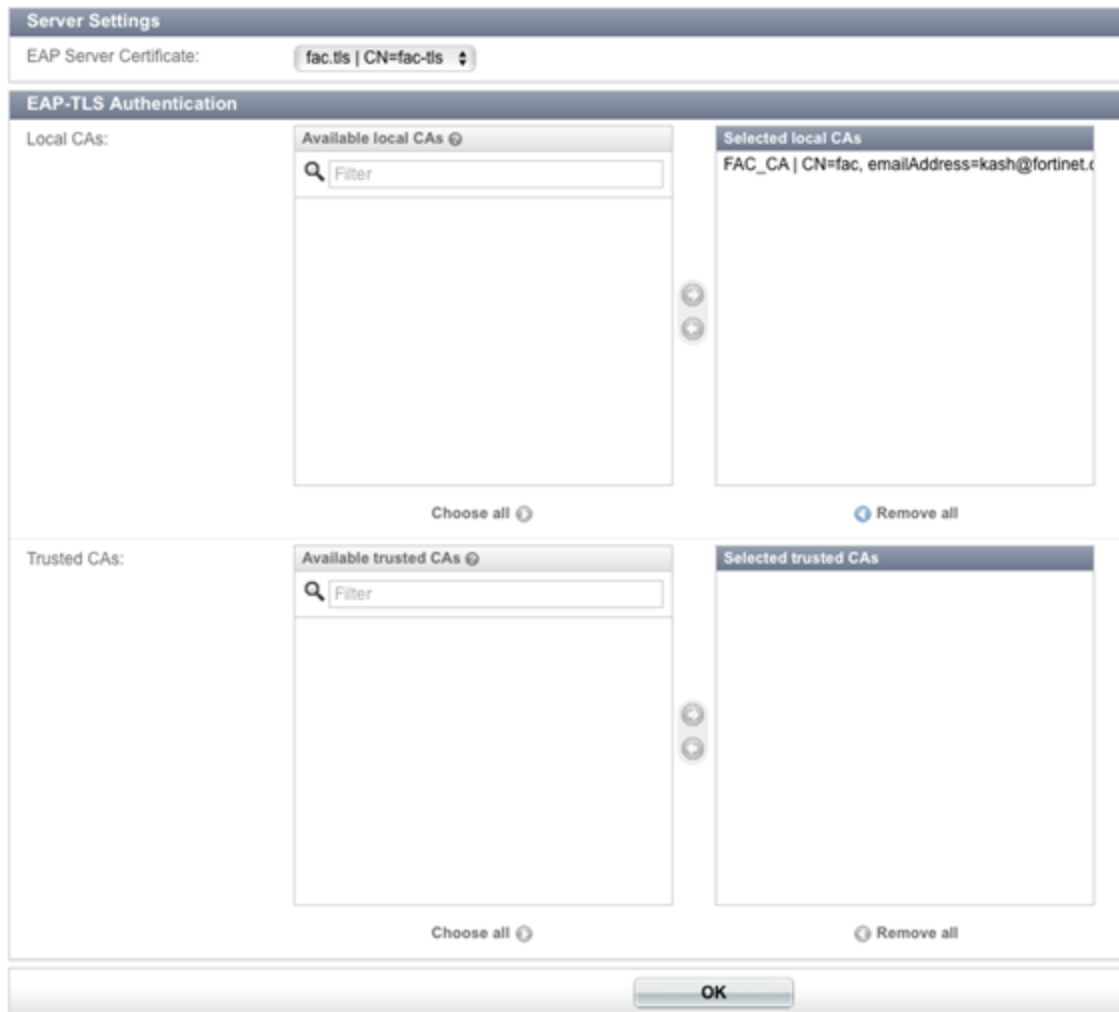 Server Settings
EAP Server Certificate: fac.tls | CN=fac-tls
EAP-TLS Authentication
Local CAs:
Available local CAs
Filter
Choose all
Selected local CAs
FAC_CA | CN=fac, emailAddress=kash@fortinet.c
Remove all
Trusted CAs:
Available trusted CAs
Filter
Choose all
Selected trusted CAs
Remove all
OK